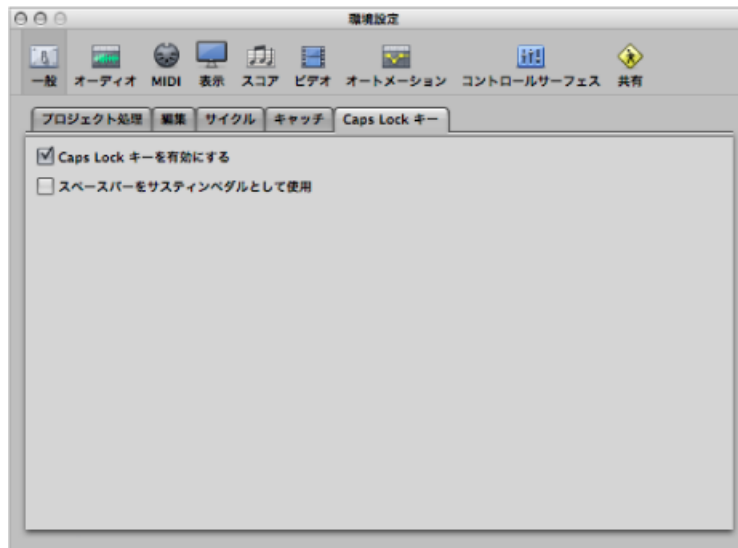 環境設定
一般 オーディオ MIDI 表示 スコア ビデオ オートメーション コントロールサーフェス 共有
プロジェクト処理 編集 サイクル キャッチ Caps Lock キー
Caps Lock キーを有効にする
スペースバーをサスティンペダルとして使用